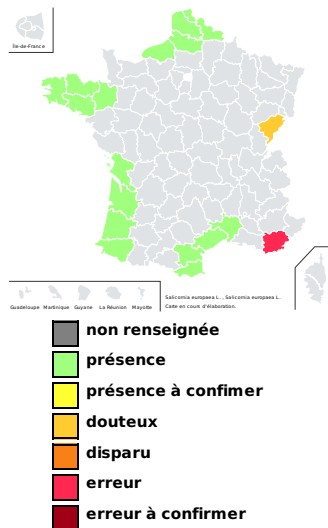 Île-de-France
Guadeloupe Martinique Guyane La Réunion Mayotte
Salicornia europaea L. , Salicornia europaea L.
Carte en cours d'élaboration.
non renseignée
présence
présence à confimer
douteux
disparu
erreur
erreur à confirmer